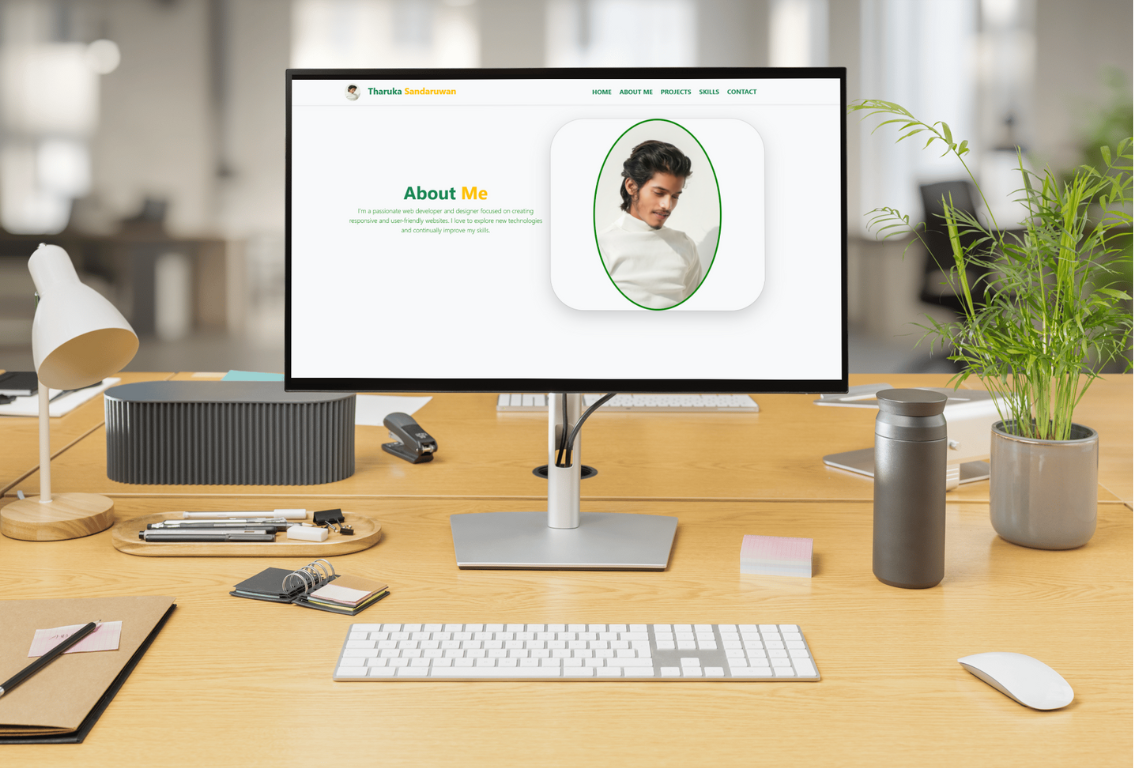 Tharuka Sandaruwan
HOME ABOUT ME PROJECTS SKILLS CONTACT
About Me
I'm a passionate web developer and designer focused on creating
responsive and user-friendly websites. I love to explore new technologies
and continually improve my skills.